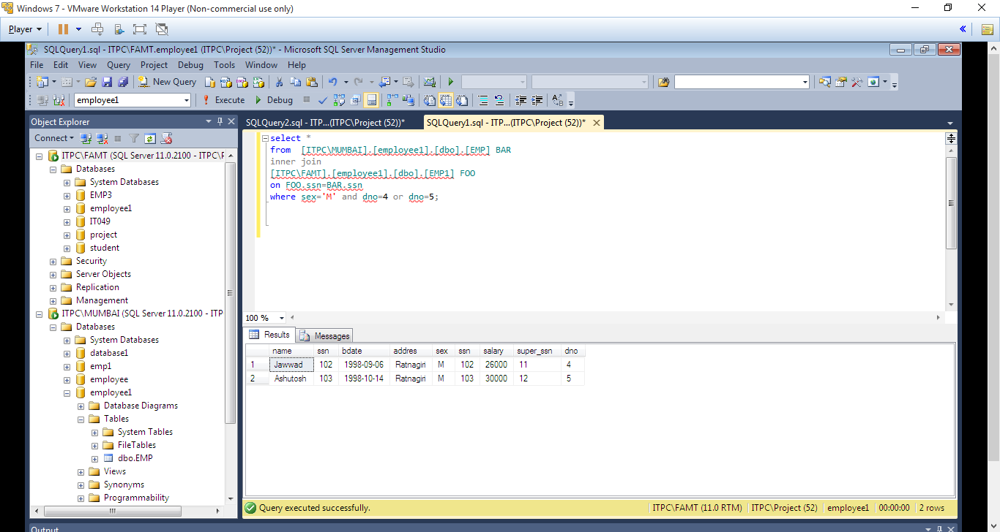 Windows 7 - VMware Workstation 14 Player (Non-commercial use only)
Player
SQLQuery1.sql - ITPC\FAMT.employee1 (ITPC\Project (52))* - Microsoft SQL Server Management Studio
File Edit View Query Project Debug Tools Window Help
New Query
employee1 Execute Debug
Object Explorer
Connect
ITPC\FAMT (SQL Server 11.0.2100 - ITPC\F
Databases
System Databases
EMP3
employee1
IT049
project
student
Security
Server Objects
Replication
Management
ITPC\MUMBAI (SQL Server 11.0.2100 - ITP
Databases
System Databases
database1
emp1
employee
employee1
Database Diagrams
Tables
System Tables
FileTables
dbo.EMP
Views
Synonyms
Programmability
SQLQuery2.sql - ITP...(ITPC\Project (52))* SQLQuery1.sql - ITP...(ITPC\Project (52))*
select *
from [ITPC\MUMBAI].[employee1].[dbo].[EMP] BAR
inner join
[ITPC\FAMT].[employee1].[dbo].[EMP1] FOO
on FOO.ssn=BAR.ssn
where sex='M' and dno=4 or dno=5;
100 %
Results Messages
name ssn bdate addres sex ssn salary super_ssn dno
1 Jawwad 102 1998-09-06 Ratnagiri M 102 26000 11 4
2 Ashutosh 103 1998-10-14 Ratnagiri M 103 30000 12 5
Query executed successfully. ITPC\FAMT (11.0 RTM) ITPC\Project (52) employee1 00:00:00 2 rows
Output